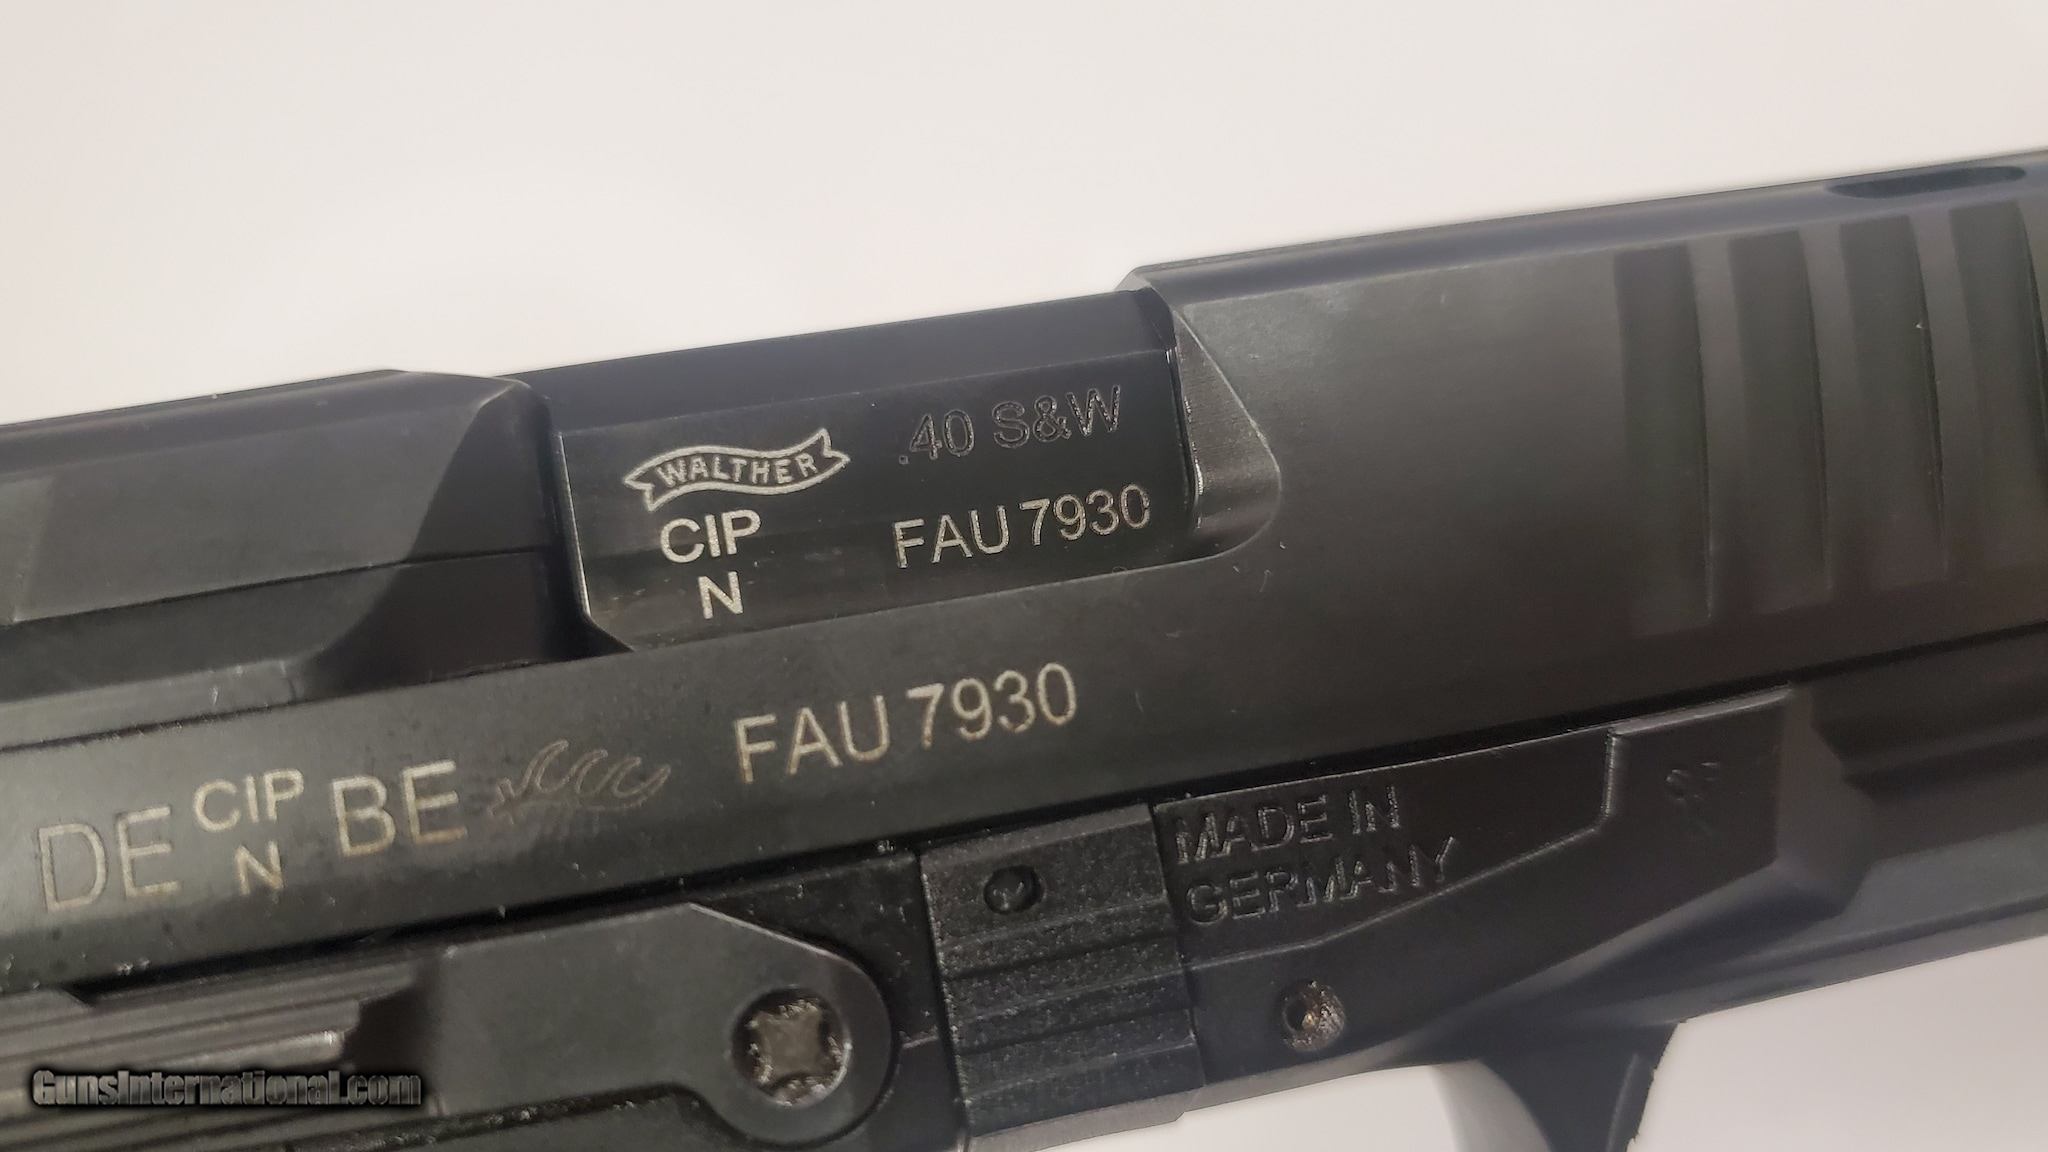 WALTHER
.40 S&W
CIP
N
FAU 7930
DE CIP N BE
FAU 7930
MADE IN
GERMANY
GunsInternational.com